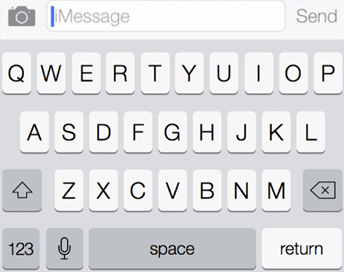 iMessage Send
Q W E R T Y U I O P
A S D F G H J K L
Z X C V B N M
123 space return